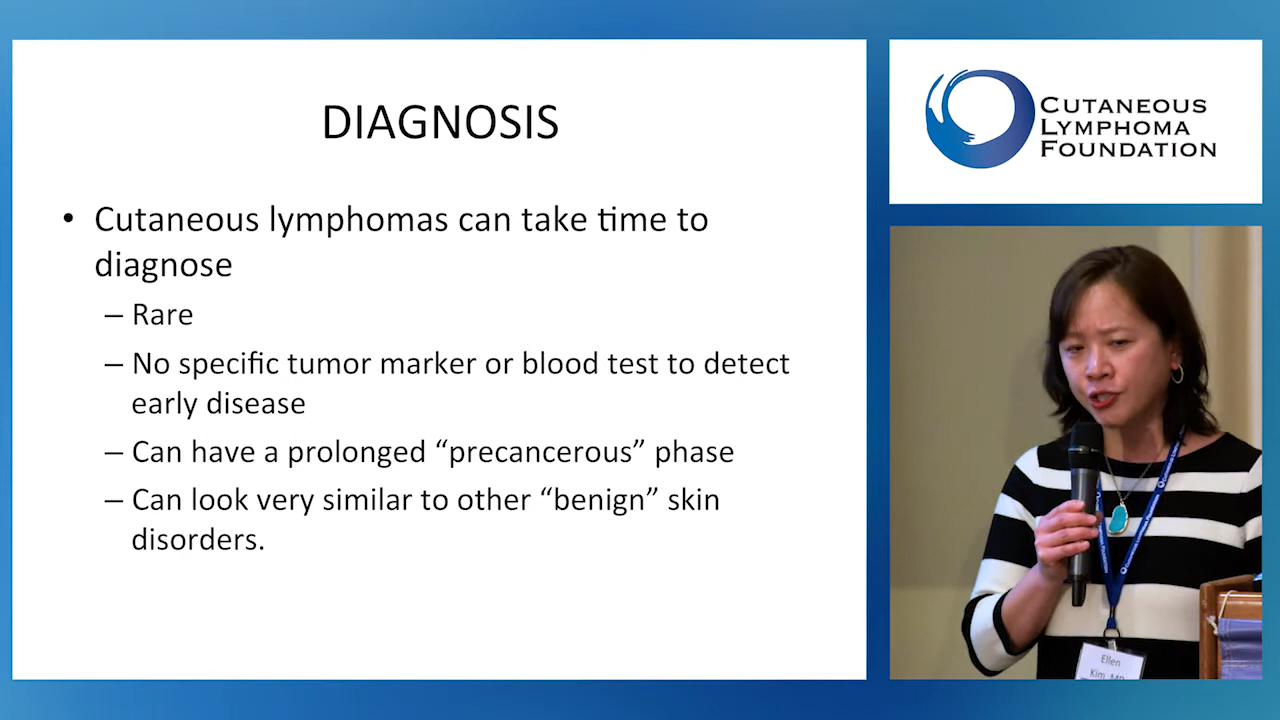 DIAGNOSIS
• Cutaneous lymphomas can take time to
diagnose
– Rare
– No specific tumor marker or blood test to detect
early disease
– Can have a prolonged “precancerous” phase
– Can look very similar to other “benign” skin
disorders.
CUTANEOUS
LYMPHOMA
FOUNDATION
Ellen
Kim, MD